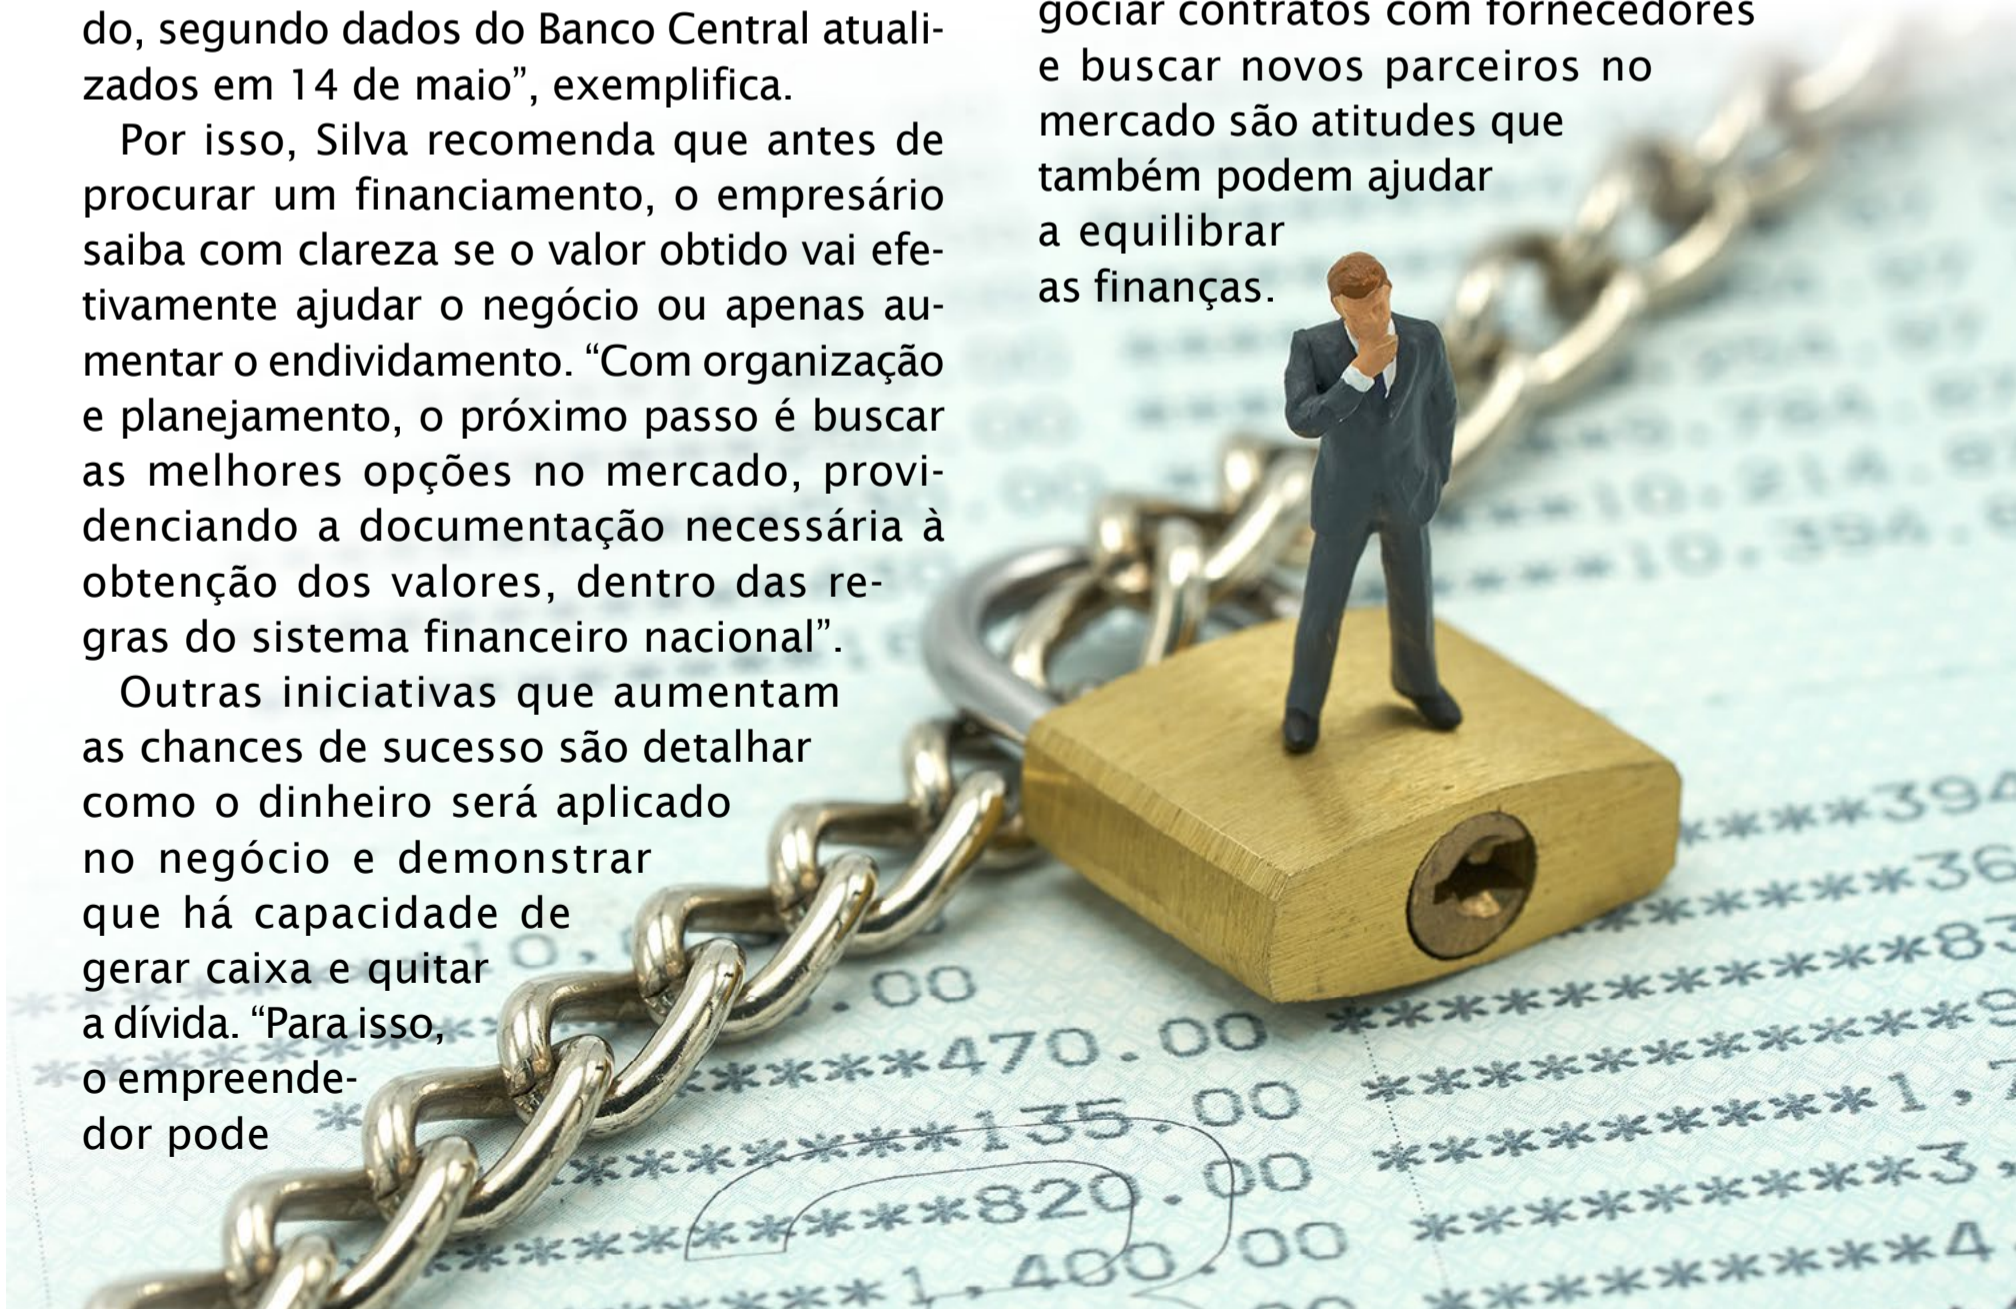 do, segundo dados do Banco Central atuali-
zados em 14 de maio”, exemplifica.
Por isso, Silva recomenda que antes de
procurar um financiamento, o empresário
saiba com clareza se o valor obtido vai efe-
tivamente ajudar o negócio ou apenas au-
mentar o endividamento. “Com organização
e planejamento, o próximo passo é buscar
as melhores opções no mercado, provi-
denciando a documentação necessária à
obtenção dos valores, dentro das re-
gras do sistema financeiro nacional”.
Outras iniciativas que aumentam
as chances de sucesso são detalhar
como o dinheiro será aplicado
no negócio e demonstrar
que há capacidade de
gerar caixa e quitar
a dívida. “Para isso,
o empreende-
dor pode
gociar contratos com fornecedores
e buscar novos parceiros no
mercado são atitudes que
também podem ajudar
a equilibrar
as finanças.
.00
470.00
135.00
820.00
1,400.00
394
36